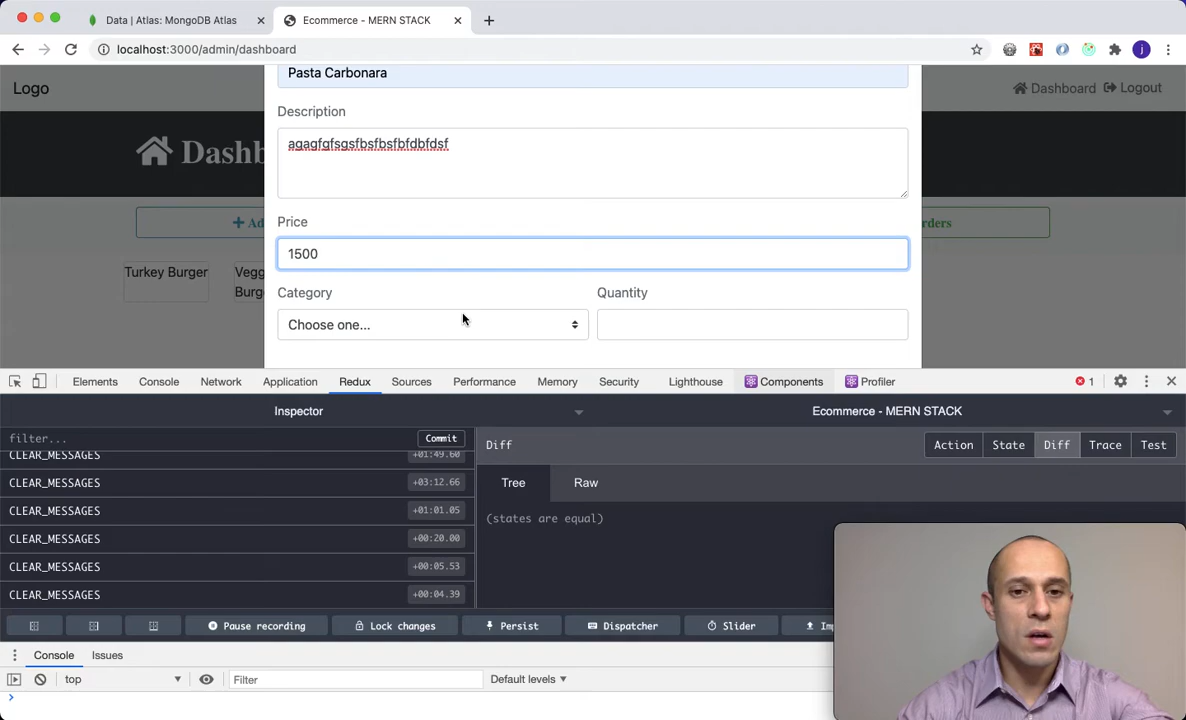 Data | Atlas: MongoDB Atlas
Ecommerce - MERN STACK
localhost:3000/admin/dashboard
j
Logo
Dashboard
Logout
Dashb
Pasta Carbonara
Description
agagfgfsgsfbsfbsfbfdbfdsf
Price
1500
Category
Quantity
Choose one...
Turkey Burger
Burger
Elements
Console
Network
Application
Redux
Sources
Performance
Memory
Security
Lighthouse
Components
Profiler
1
Inspector
Ecommerce - MERN STACK
filter...
Commit
Diff
Action
State
Diff
Trace
Test
CLEAR_MESSAGES +01:49.60
CLEAR_MESSAGES +03:12.66
CLEAR_MESSAGES +01:01.05
CLEAR_MESSAGES +00:20.00
CLEAR_MESSAGES +00:05.53
CLEAR_MESSAGES +00:04.39
Tree
Raw
(states are equal)
Pause recording
Lock changes
Persist
Dispatcher
Slider
Console
Issues
top
Filter
Default levels